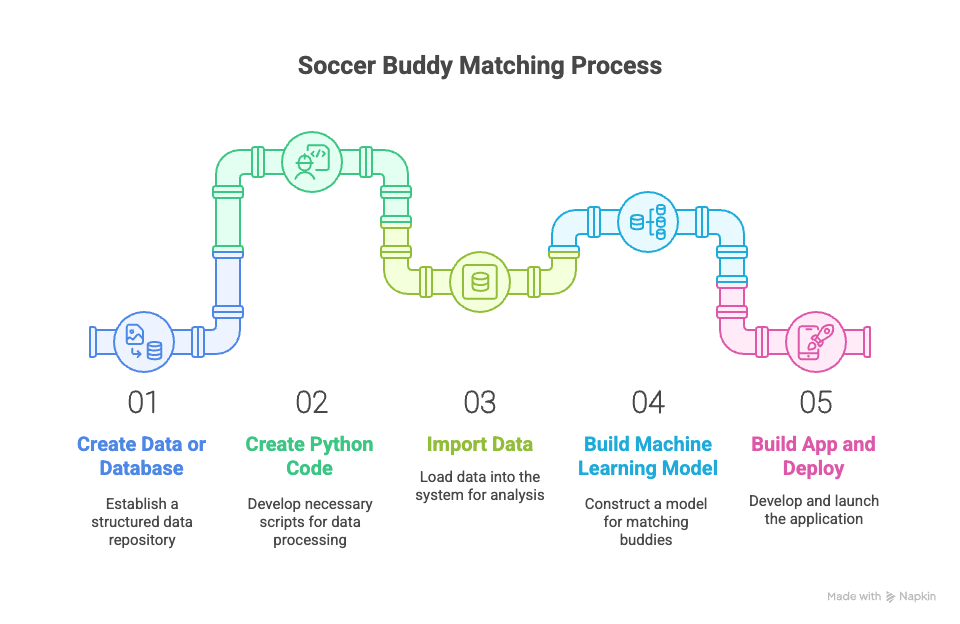 Soccer Buddy Matching Process
</>
01
02
03
04
05
Create Data or
Database
Establish a
structured data
repository
Create Python
Code
Develop necessary
scripts for data
processing
Import Data
Load data into the
system for analysis
Build Machine
Learning Model
Construct a model
for matching
buddies
Build App and
Deploy
Develop and launch
the application
Made with Napkin